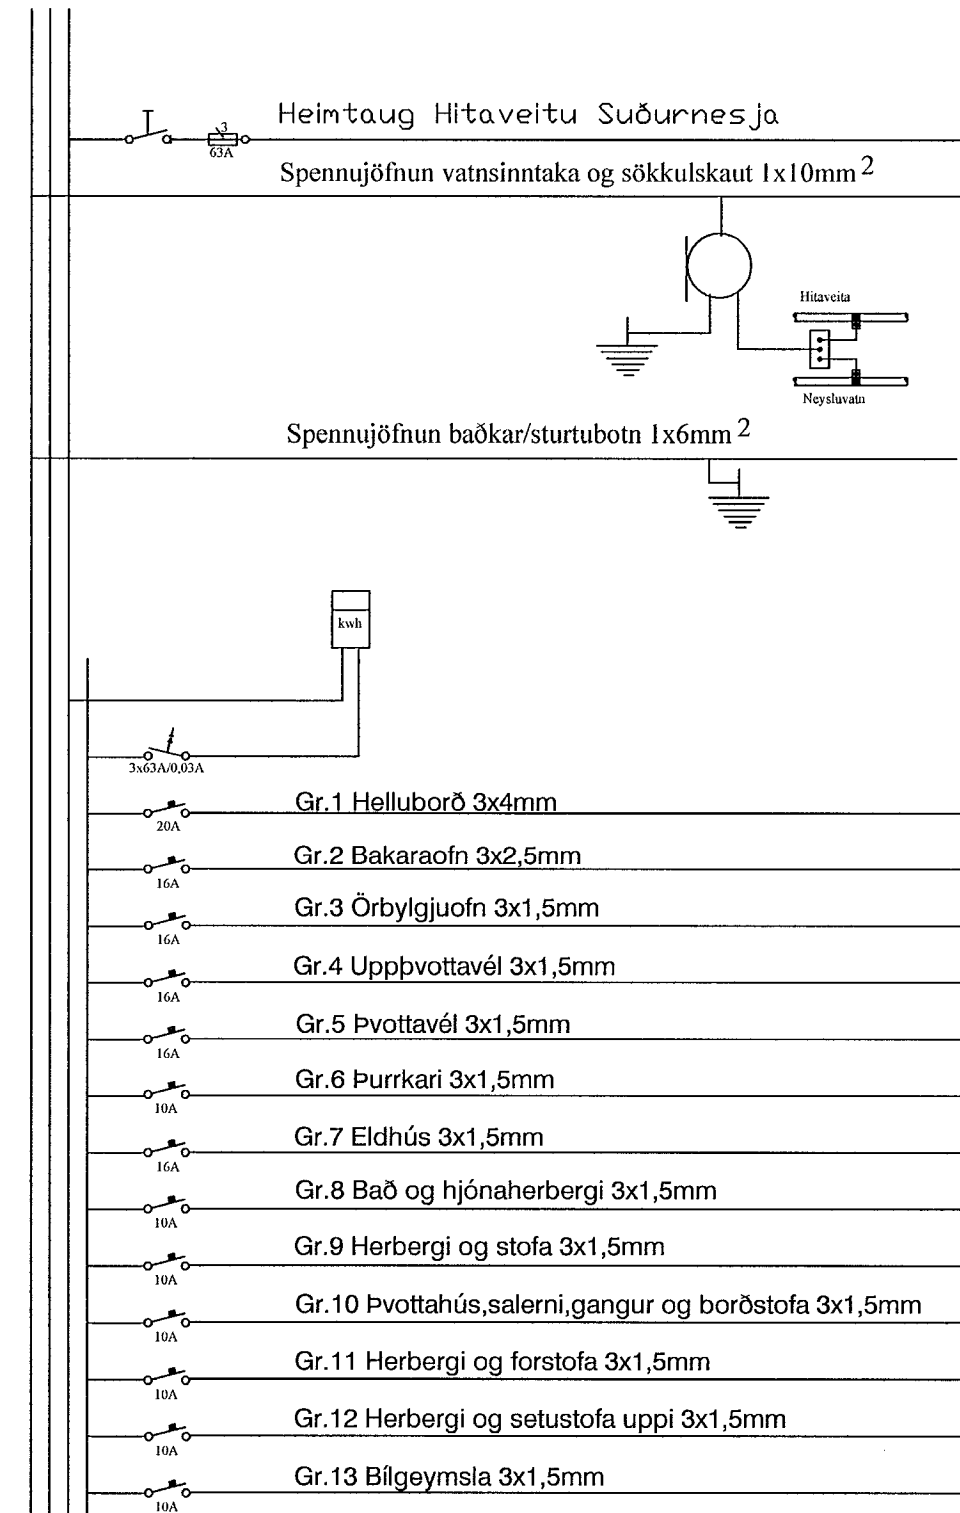 Heimtaug Hitaveitu Suðurnesja
3
63A
Spennujöfnun vatnsinntaka og sökkulskaut 1x10mm 2
Hitaveita
Neysluvatn
Spennujöfnun baðkar/sturtubotn 1x6mm 2
kwh
3x63A/0,03A
Gr.1 Helluborð 3x4mm
20A
Gr.2 Bakaraofn 3x2,5mm
16A
Gr.3 Örbylgjuofn 3x1,5mm
16A
Gr.4 Uppþvottavél 3x1,5mm
16A
Gr.5 Þvottavél 3x1,5mm
16A
Gr.6 Þurrkari 3x1,5mm
10A
Gr.7 Eldhús 3x1,5mm
16A
Gr.8 Bað og hjónaherbergi 3x1,5mm
10A
Gr.9 Herbergi og stofa 3x1,5mm
10A
Gr.10 Þvottahús,salerni,gangur og borðstofa 3x1,5mm
10A
Gr.11 Herbergi og forstofa 3x1,5mm
10A
Gr.12 Herbergi og setustofa uppi 3x1,5mm
10A
Gr.13 Bílgeymsla 3x1,5mm
10A